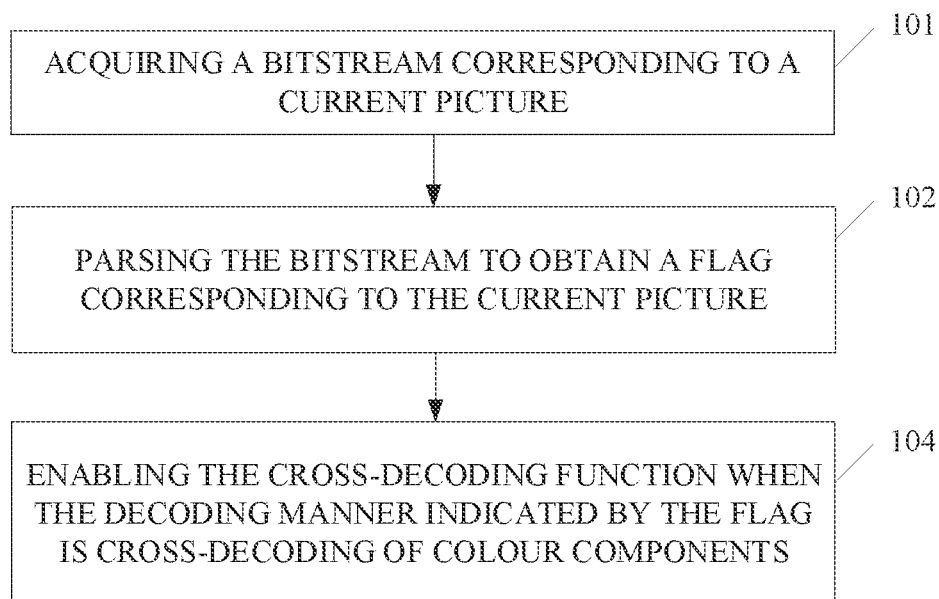 101
ACQUIRING A BITSTREAM CORRESPONDING TO A
CURRENT PICTURE
102
PARSING THE BITSTREAM TO OBTAIN A FLAG
CORRESPONDING TO THE CURRENT PICTURE
104
ENABLING THE CROSS-DECODING FUNCTION WHEN
THE DECODING MANNER INDICATED BY THE FLAG
IS CROSS-DECODING OF COLOUR COMPONENTS